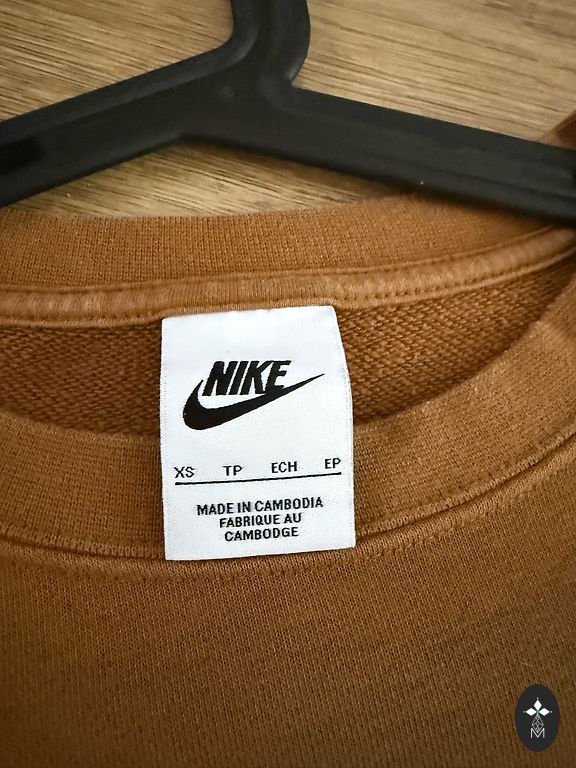 NIKE
XS TP ECH EP
MADE IN CAMBODIA
FABRIQUE AU
CAMBODGE
M